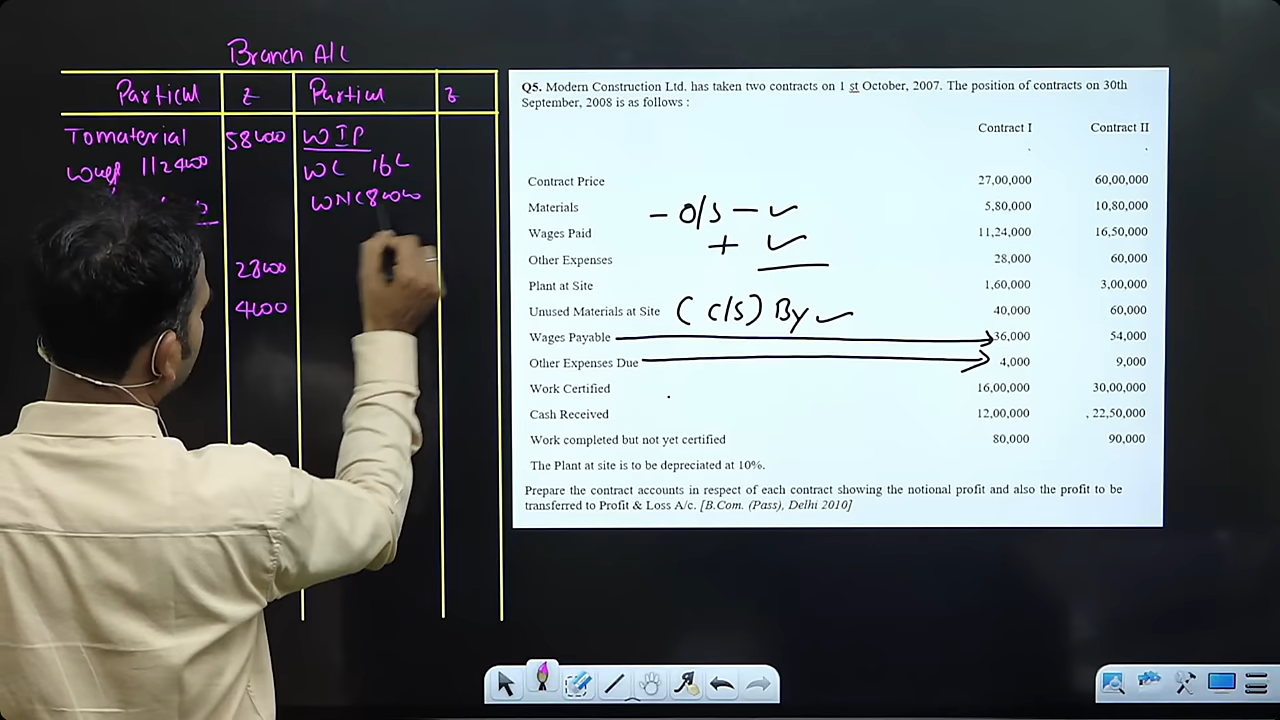 Branch A/C
Particul ₹ Particul ₹
To material 58400 WIP
wages 112400 WC 16L
WNC 80000
2800
4000
Q5. Modern Construction Ltd. has taken two contracts on 1 st October, 2007. The position of contracts on 30th
September, 2008 is as follows :
Contract I Contract II
Contract Price 27,00,000 60,00,000
Materials 5,80,000 10,80,000
- O/S - ✓
Wages Paid 11,24,000 16,50,000
+ ✓
Other Expenses 28,000 60,000
Plant at Site 1,60,000 3,00,000
Unused Materials at Site (C/S) By ✓ 40,000 60,000
Wages Payable 36,000 54,000
Other Expenses Due 4,000 9,000
Work Certified 16,00,000 30,00,000
Cash Received 12,00,000 22,50,000
Work completed but not yet certified 80,000 90,000
The Plant at site is to be depreciated at 10%.
Prepare the contract accounts in respect of each contract showing the notional profit and also the profit to be
transferred to Profit & Loss A/c. [B.Com. (Pass), Delhi 2010]